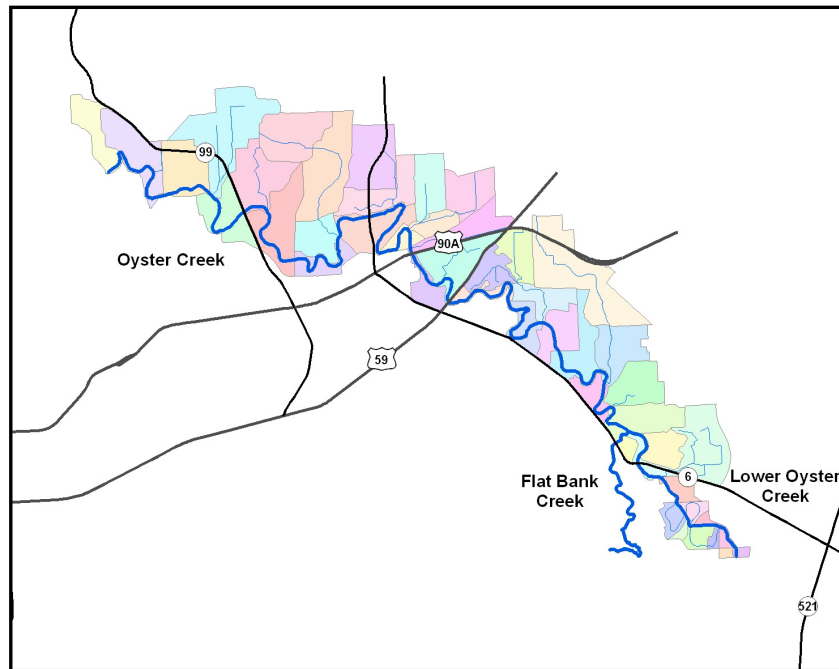 99
Oyster Creek
90A
59
Flat Bank
Creek
6
Lower Oyster
Creek
521